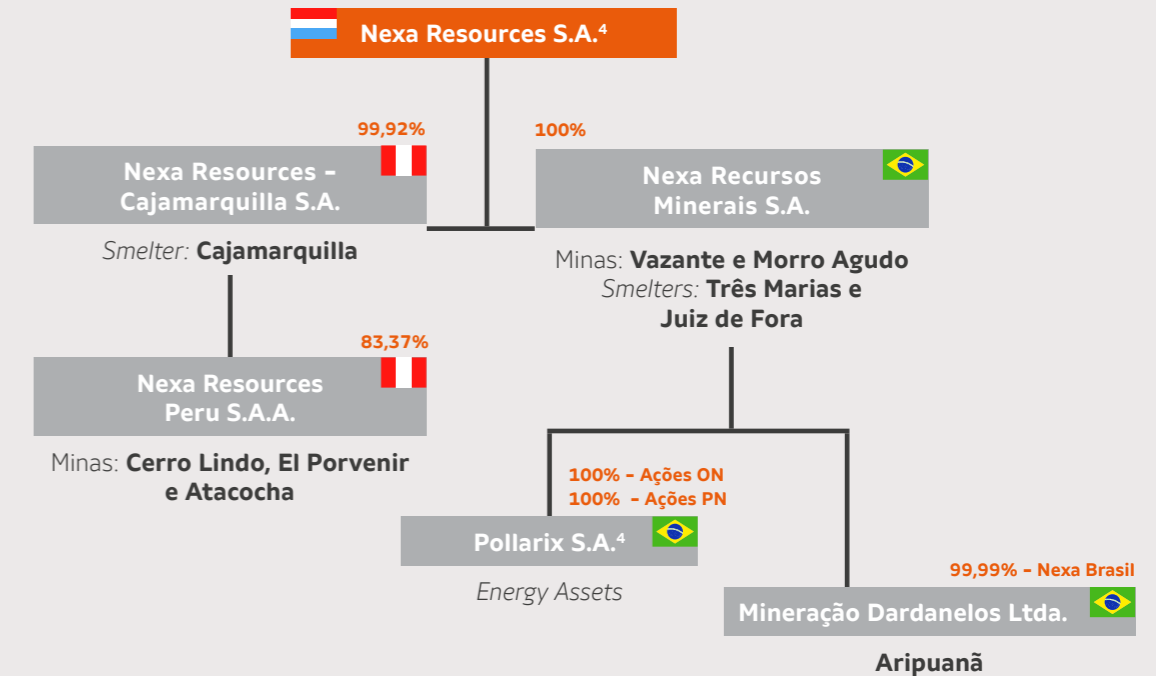 Nexa Resources S.A.⁴
99,92%
Nexa Resources –
Cajamarquilla S.A.
Smelter: Cajamarquilla
83,37%
Nexa Resources
Peru S.A.A.
Minas: Cerro Lindo, El Porvenir
e Atacocha
100%
Nexa Recursos
Minerais S.A.
Minas: Vazante e Morro Agudo
Smelters: Três Marias e
Juiz de Fora
100% – Ações ON
100% – Ações PN
Pollarix S.A.⁴
Energy Assets
99,99% – Nexa Brasil
Mineração Dardanelos Ltda.
Aripuanã